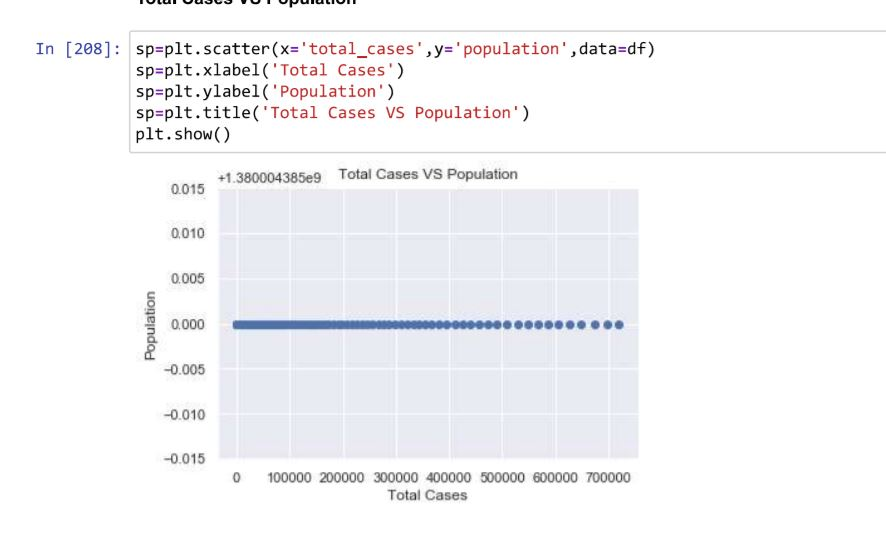 Total Cases VS Population
In [208]: sp=plt.scatter(x='total_cases',y='population',data=df)
sp=plt.xlabel('Total Cases')
sp=plt.ylabel('Population')
sp=plt.title('Total Cases VS Population')
plt.show()
+1.380004385e9 Total Cases VS Population
0.015
0.010
0.005
0.000
−0.005
−0.010
−0.015
Population
0 100000 200000 300000 400000 500000 600000 700000
Total Cases